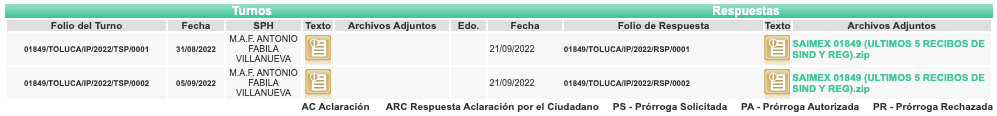 Turnos Respuestas
Folio del Turno Fecha SPH Texto Archivos Adjuntos Edo. Fecha Folio de Respuesta Texto Archivos Adjuntos
01849/TOLUCA/IP/2022/TSP/0001 31/08/2022 M.A.F. ANTONIO FABILA VILLANUEVA 21/09/2022 01849/TOLUCA/IP/2022/RSP/0001 SAIMEX 01849 (ULTIMOS 5 RECIBOS DE SIND Y REG).zip
01849/TOLUCA/IP/2022/TSP/0002 05/09/2022 M.A.F. ANTONIO FABILA VILLANUEVA 21/09/2022 01849/TOLUCA/IP/2022/RSP/0002 SAIMEX 01849 (ULTIMOS 5 RECIBOS DE SIND Y REG).zip
AC Aclaración ARC Respuesta Aclaración por el Ciudadano PS - Prórroga Solicitada PA - Prórroga Autorizada PR - Prórroga Rechazada